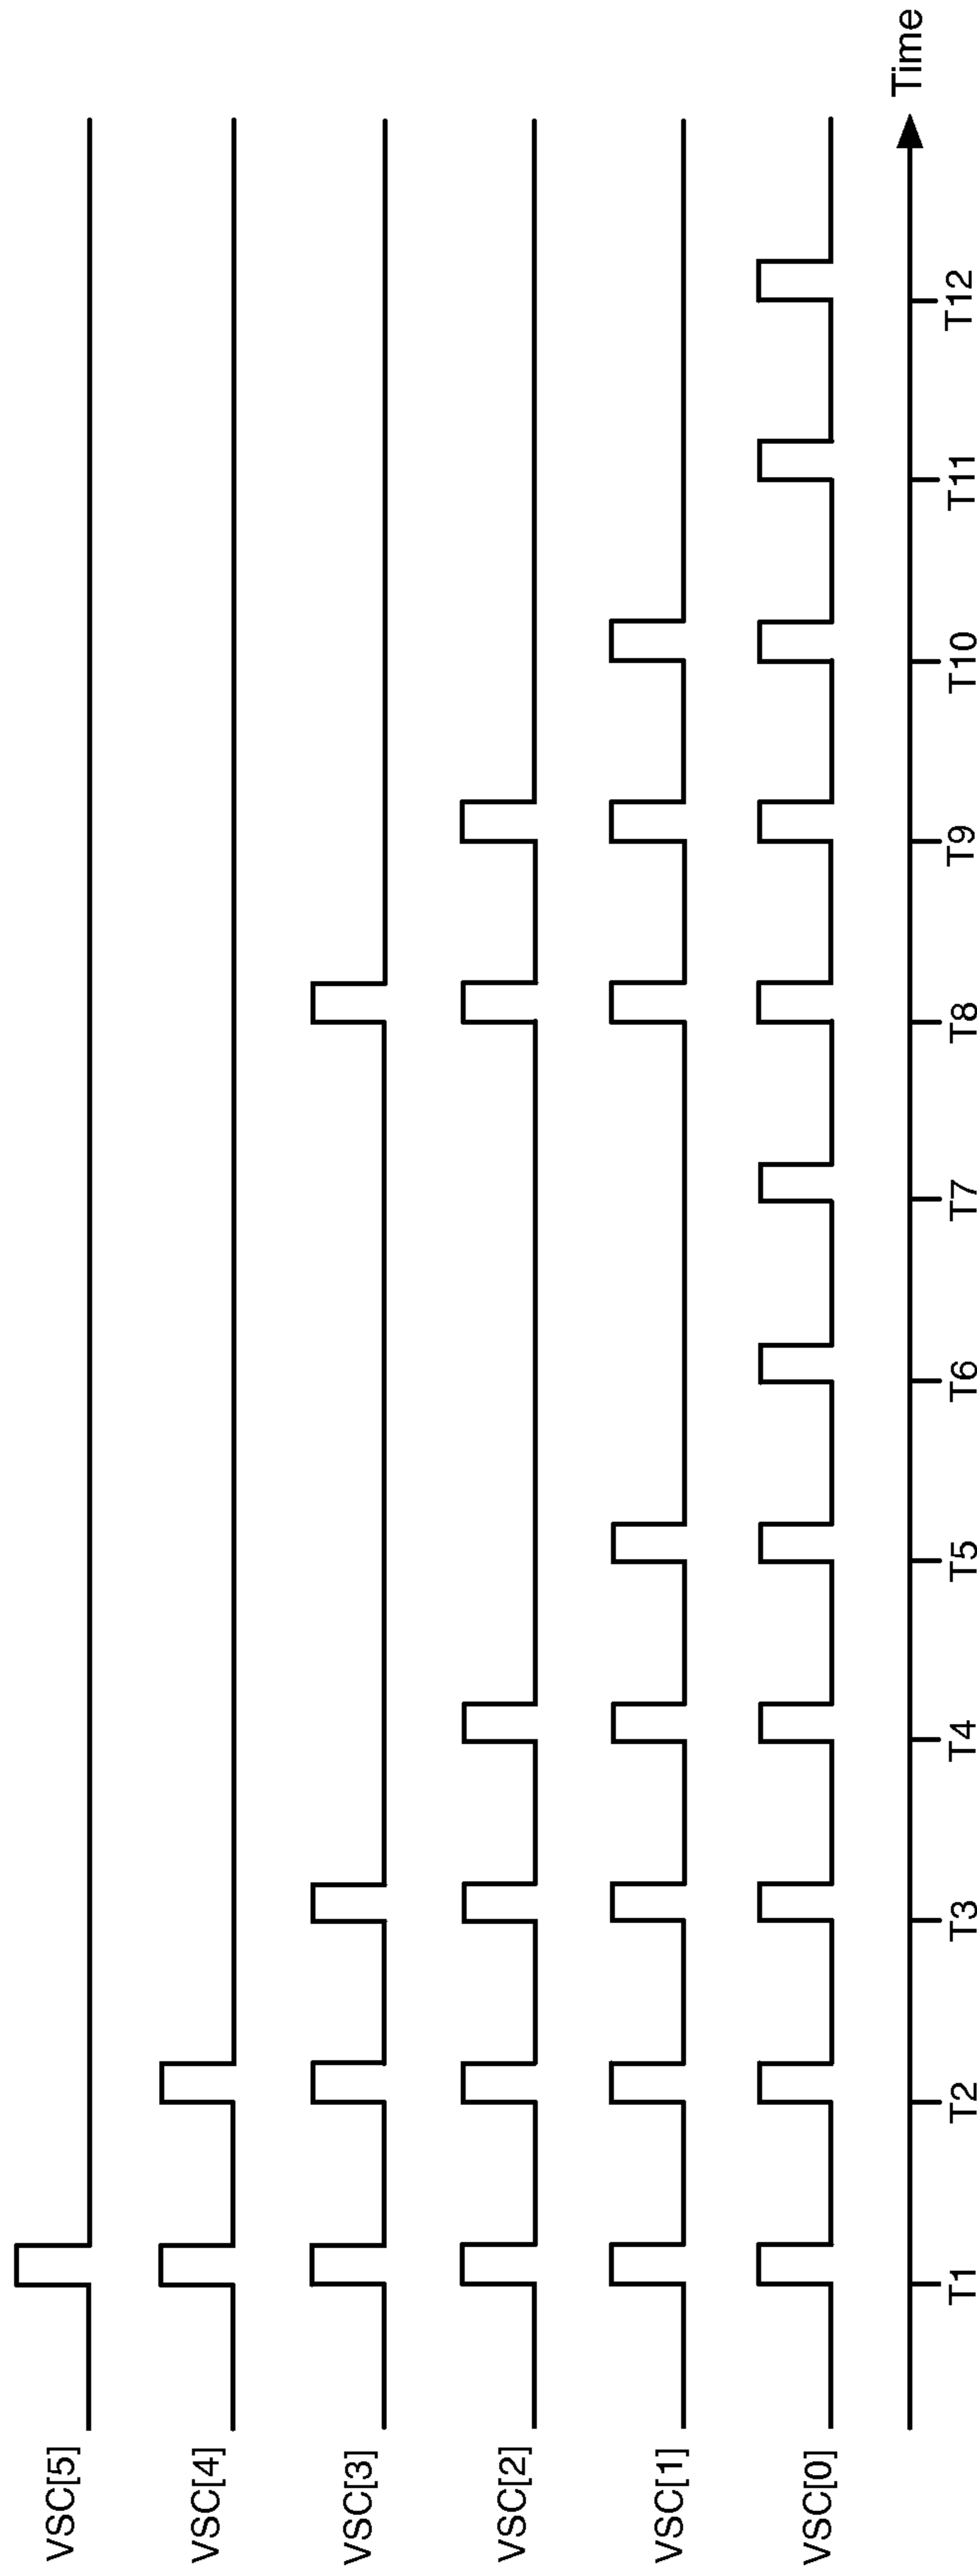 VSC[5]
VSC[4]
VSC[3]
VSC[2]
VSC[1]
VSC[0]
T1 T2 T3 T4 T5 T6 T7 T8 T9 T10 T11 T12 Time